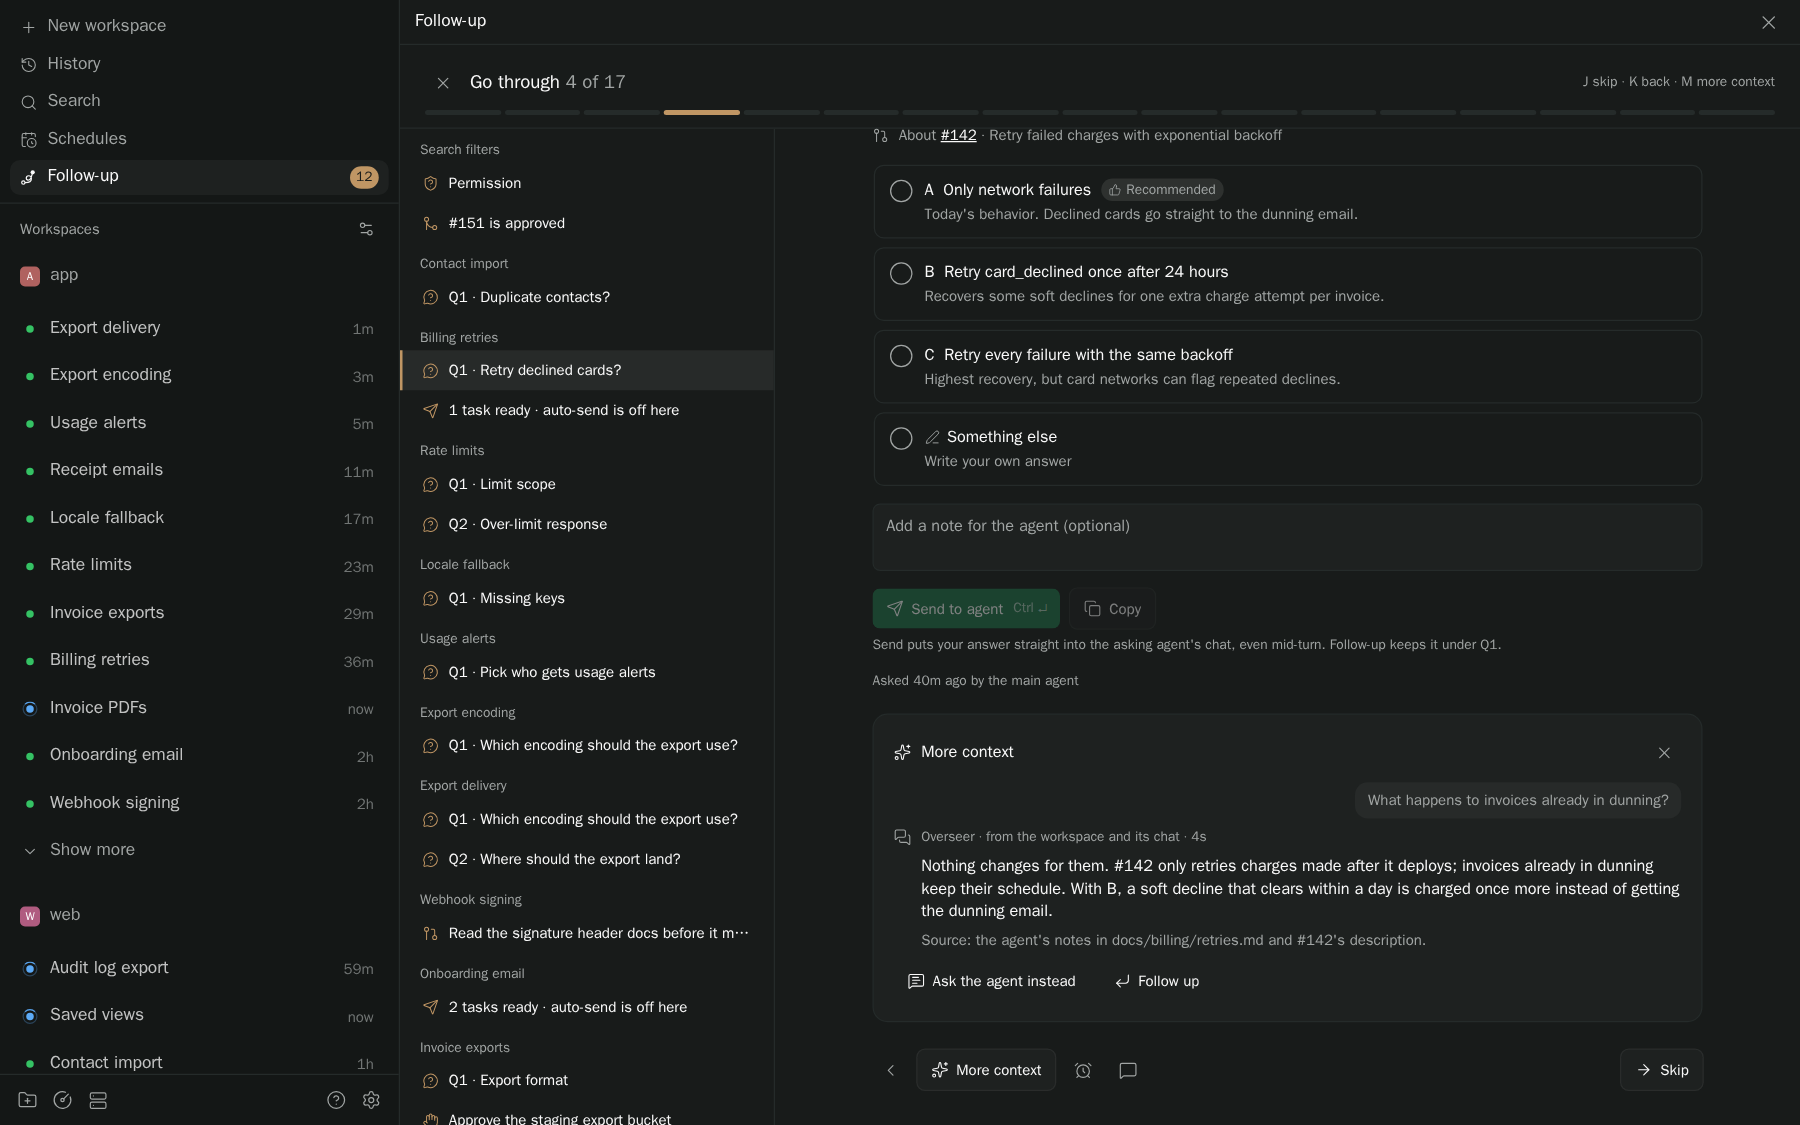 New workspace
History
Search
Schedules
Follow-up 12
Workspaces
A app
Export delivery 1m
Export encoding 3m
Usage alerts 5m
Receipt emails 11m
Locale fallback 17m
Rate limits 23m
Invoice exports 29m
Billing retries 36m
Invoice PDFs now
Onboarding email 2h
Webhook signing 2h
Show more
W web
Audit log export 59m
Saved views now
Contact import 1h
Follow-up
Go through 4 of 17
J skip · K back · M more context
Search filters
Permission
#151 is approved
Contact import
Q1 · Duplicate contacts?
Billing retries
Q1 · Retry declined cards?
1 task ready · auto-send is off here
Rate limits
Q1 · Limit scope
Q2 · Over-limit response
Locale fallback
Q1 · Missing keys
Usage alerts
Q1 · Pick who gets usage alerts
Export encoding
Q1 · Which encoding should the export use?
Export delivery
Q1 · Which encoding should the export use?
Q2 · Where should the export land?
Webhook signing
Read the signature header docs before it m···
Onboarding email
2 tasks ready · auto-send is off here
Invoice exports
Q1 · Export format
Approve the staging export bucket
About #142 · Retry failed charges with exponential backoff
A Only network failures Recommended
Today's behavior. Declined cards go straight to the dunning email.
B Retry card_declined once after 24 hours
Recovers some soft declines for one extra charge attempt per invoice.
C Retry every failure with the same backoff
Highest recovery, but card networks can flag repeated declines.
Something else
Write your own answer
Add a note for the agent (optional)
Send to agent Ctrl ↵ Copy
Send puts your answer straight into the asking agent's chat, even mid-turn. Follow-up keeps it under Q1.
Asked 40m ago by the main agent
More context
What happens to invoices already in dunning?
Overseer · from the workspace and its chat · 4s
Nothing changes for them. #142 only retries charges made after it deploys; invoices already in dunning
keep their schedule. With B, a soft decline that clears within a day is charged once more instead of getting
the dunning email.
Source: the agent's notes in docs/billing/retries.md and #142's description.
Ask the agent instead Follow up
More context Skip